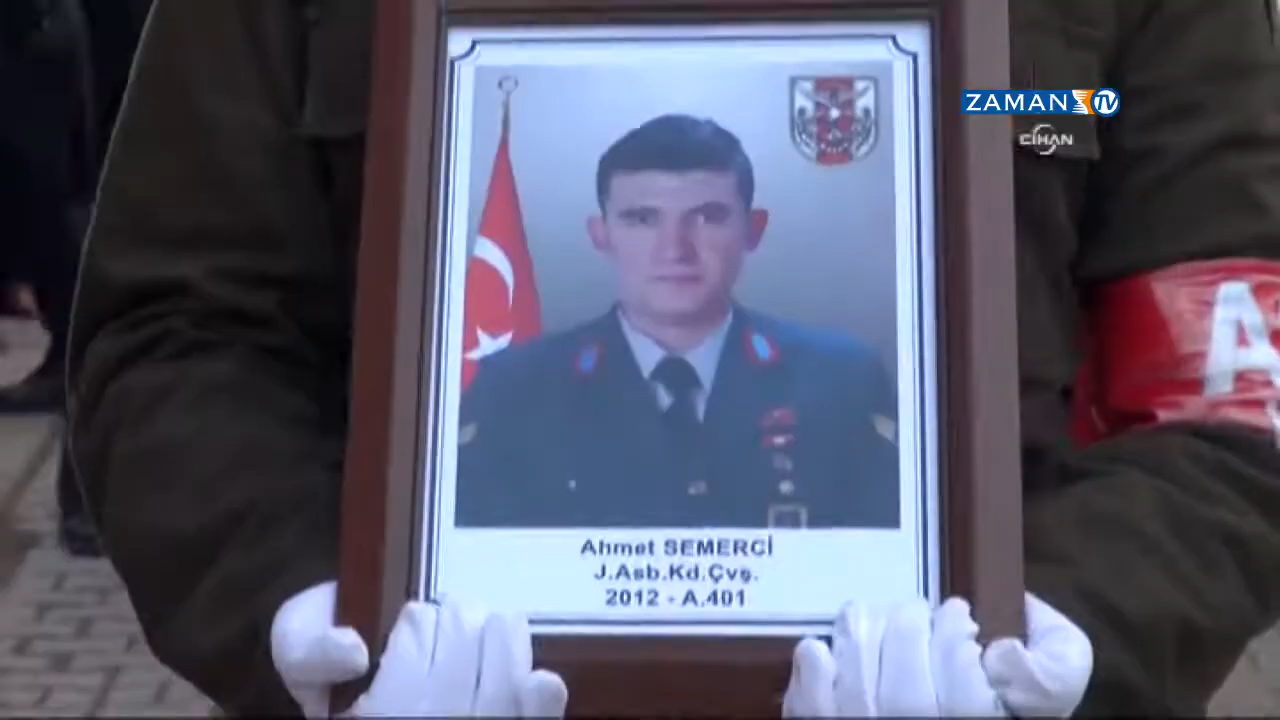 ZAMAN TV
CİHAN
A
Ahmet SEMERCİ
J.Asb.Kd.Çvş.
2012 - A.401